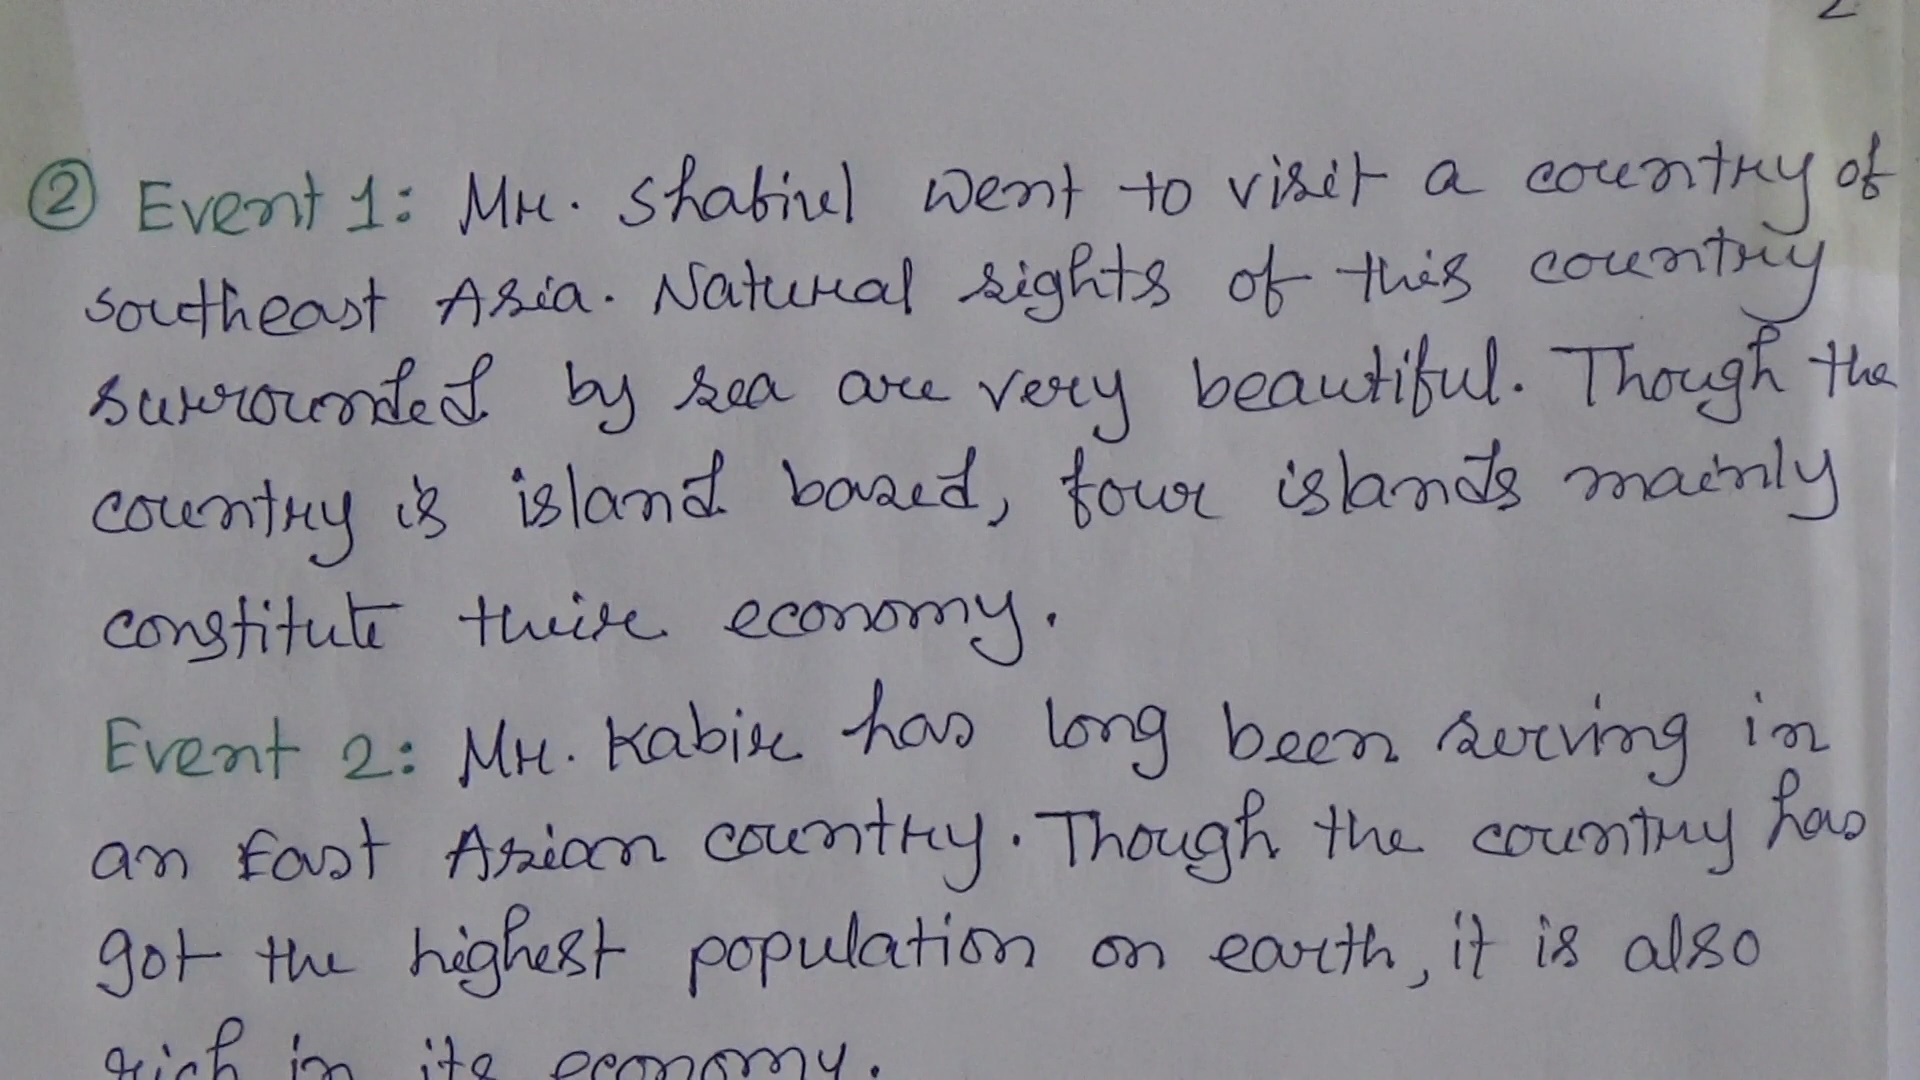 2
② Event 1: Mr. Shabirul went to visit a country of
southeast Asia. Natural sights of this country
surrounded by sea are very beautiful. Though the
country is island based, four islands mainly
constitute their economy.
Event 2: Mr. Kabir has long been serving in
an East Asian country. Though the country has
got the highest population on earth, it is also
rich in its economy.